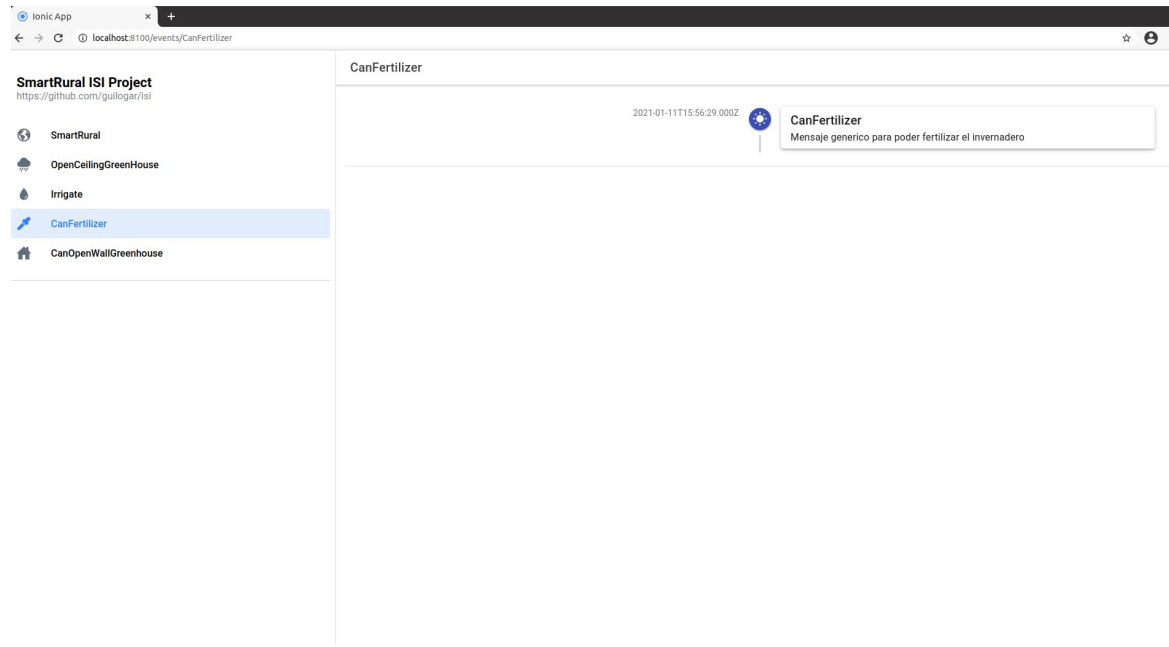 Ionic App
localhost:8100/events/CanFertilizer
SmartRural ISI Project
https://github.com/guilogar/isi
SmartRural
OpenCeilingGreenHouse
Irrigate
CanFertilizer
CanOpenWallGreenhouse
CanFertilizer
2021-01-11T15:56:29.000Z
CanFertilizer
Mensaje generico para poder fertilizar el invernadero